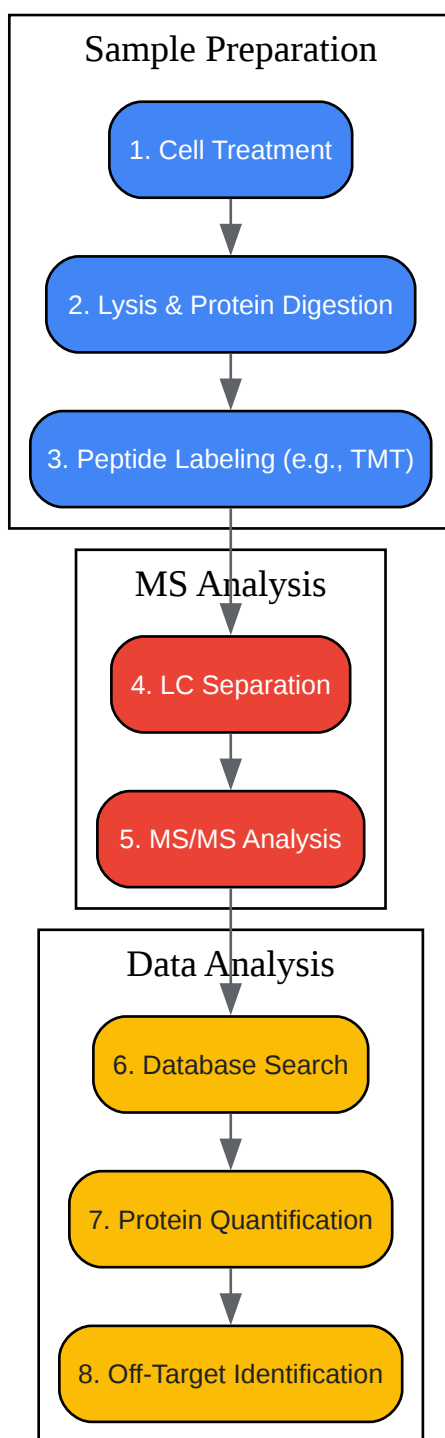 Sample Preparation
1. Cell Treatment
2. Lysis & Protein Digestion
3. Peptide Labeling (e.g., TMT)
MS Analysis
4. LC Separation
5. MS/MS Analysis
Data Analysis
6. Database Search
7. Protein Quantification
8. Off-Target Identification